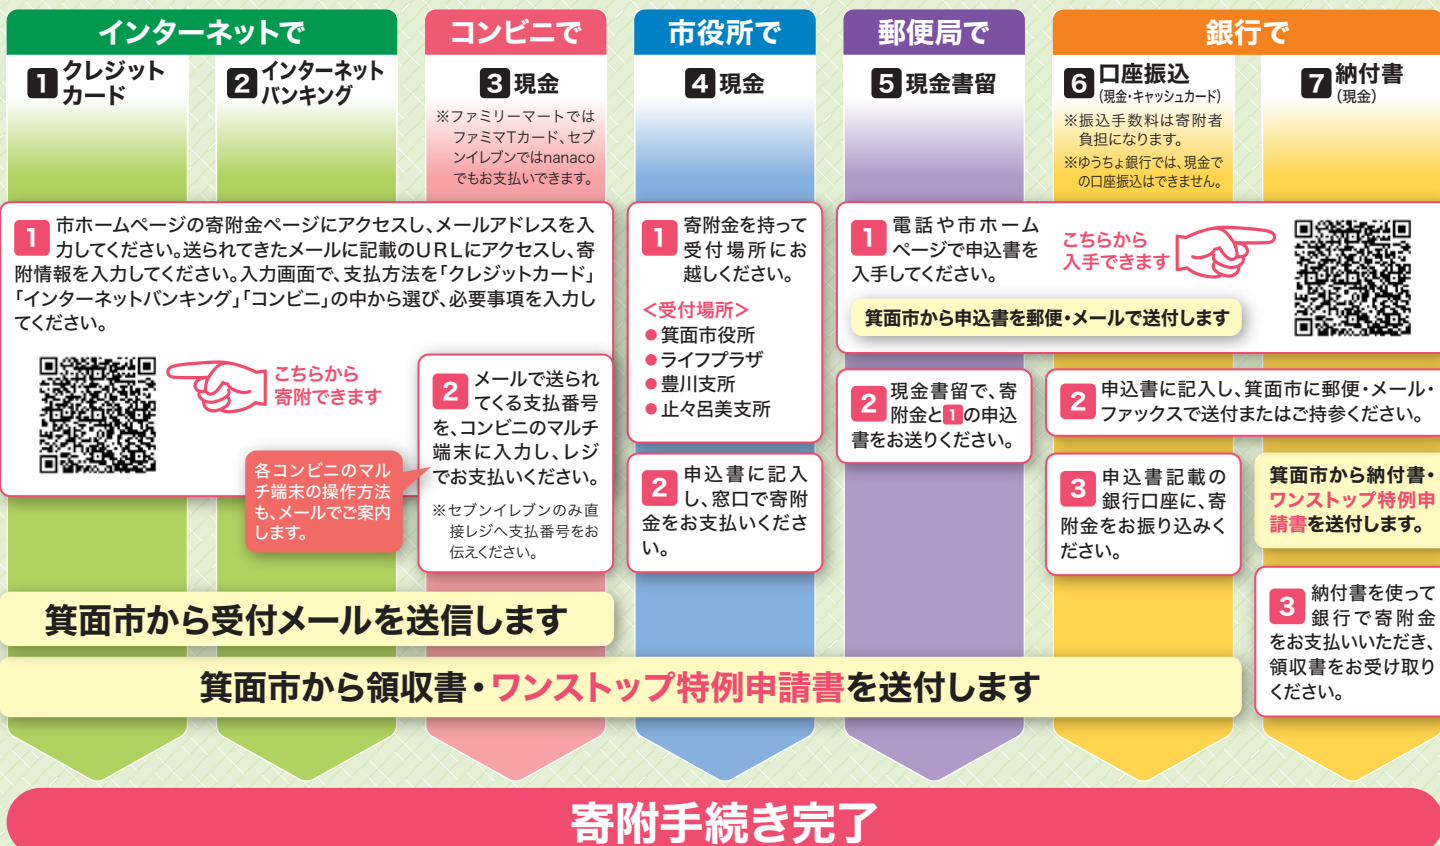 インターネットで
1 クレジット
カード
2 インターネット
バンキング
コンビニで
3 現金
※ファミリーマートでは
ファミマTカード、セブ
ンイレブンではnanaco
でもお支払いできます。
市役所で
4 現金
郵便局で
5 現金書留
銀行で
6 口座振込
(現金・キャッシュカード)
※振込手数料は寄附者
負担になります。
※ゆうちょ銀行では、現金で
の口座振込はできません。
7 納付書
(現金)
1 市ホームページの寄附金ページにアクセスし、メールアドレスを入
力してください。送られてきたメールに記載のURLにアクセスし、寄
附情報を入力してください。入力画面で、支払方法を「クレジットカード」
「インターネットバンキング」「コンビニ」の中から選び、必要事項を入力し
てください。
こちらから
寄附できます
2 メールで送られ
てくる支払番号
を、コンビニのマルチ
端末に入力し、レジ
でお支払いください。
※セブンイレブンのみ直
接レジへ支払番号をお
伝えください。
各コンビニのマル
チ端末の操作方法
も、メールでご案内
します。
1 寄附金を持って
受付場所にお
越しください。
<受付場所>
●箕面市役所
●ライフプラザ
●豊川支所
●止々呂美支所
2 申込書に記入
し、窓口で寄附
金をお支払いくださ
い。
1 電話や市ホーム
ページで申込書を
入手してください。
こちらから
入手できます
箕面市から申込書を郵便・メールで送付します
2 現金書留で、寄
附金と1の申込
書をお送りください。
2 申込書に記入し、箕面市に郵便・メール・
ファックスで送付またはご持参ください。
3 申込書記載の
銀行口座に、寄
附金をお振り込みく
ださい。
箕面市から納付書・
ワンストップ特例申
請書を送付します。
3 納付書を使って
銀行で寄附金
をお支払いいただき、
領収書をお受け取り
ください。
箕面市から受付メールを送信します
箕面市から領収書・ワンストップ特例申請書を送付します
寄附手続き完了